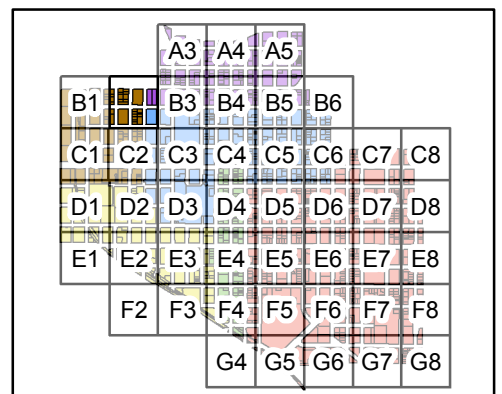 A3 A4 A5
B1 B3 B4 B5 B6
C1 C2 C3 C4 C5 C6 C7 C8
D1 D2 D3 D4 D5 D6 D7 D8
E1 E2 E3 E4 E5 E6 E7 E8
F2 F3 F4 F5 F6 F7 F8
G4 G5 G6 G7 G8